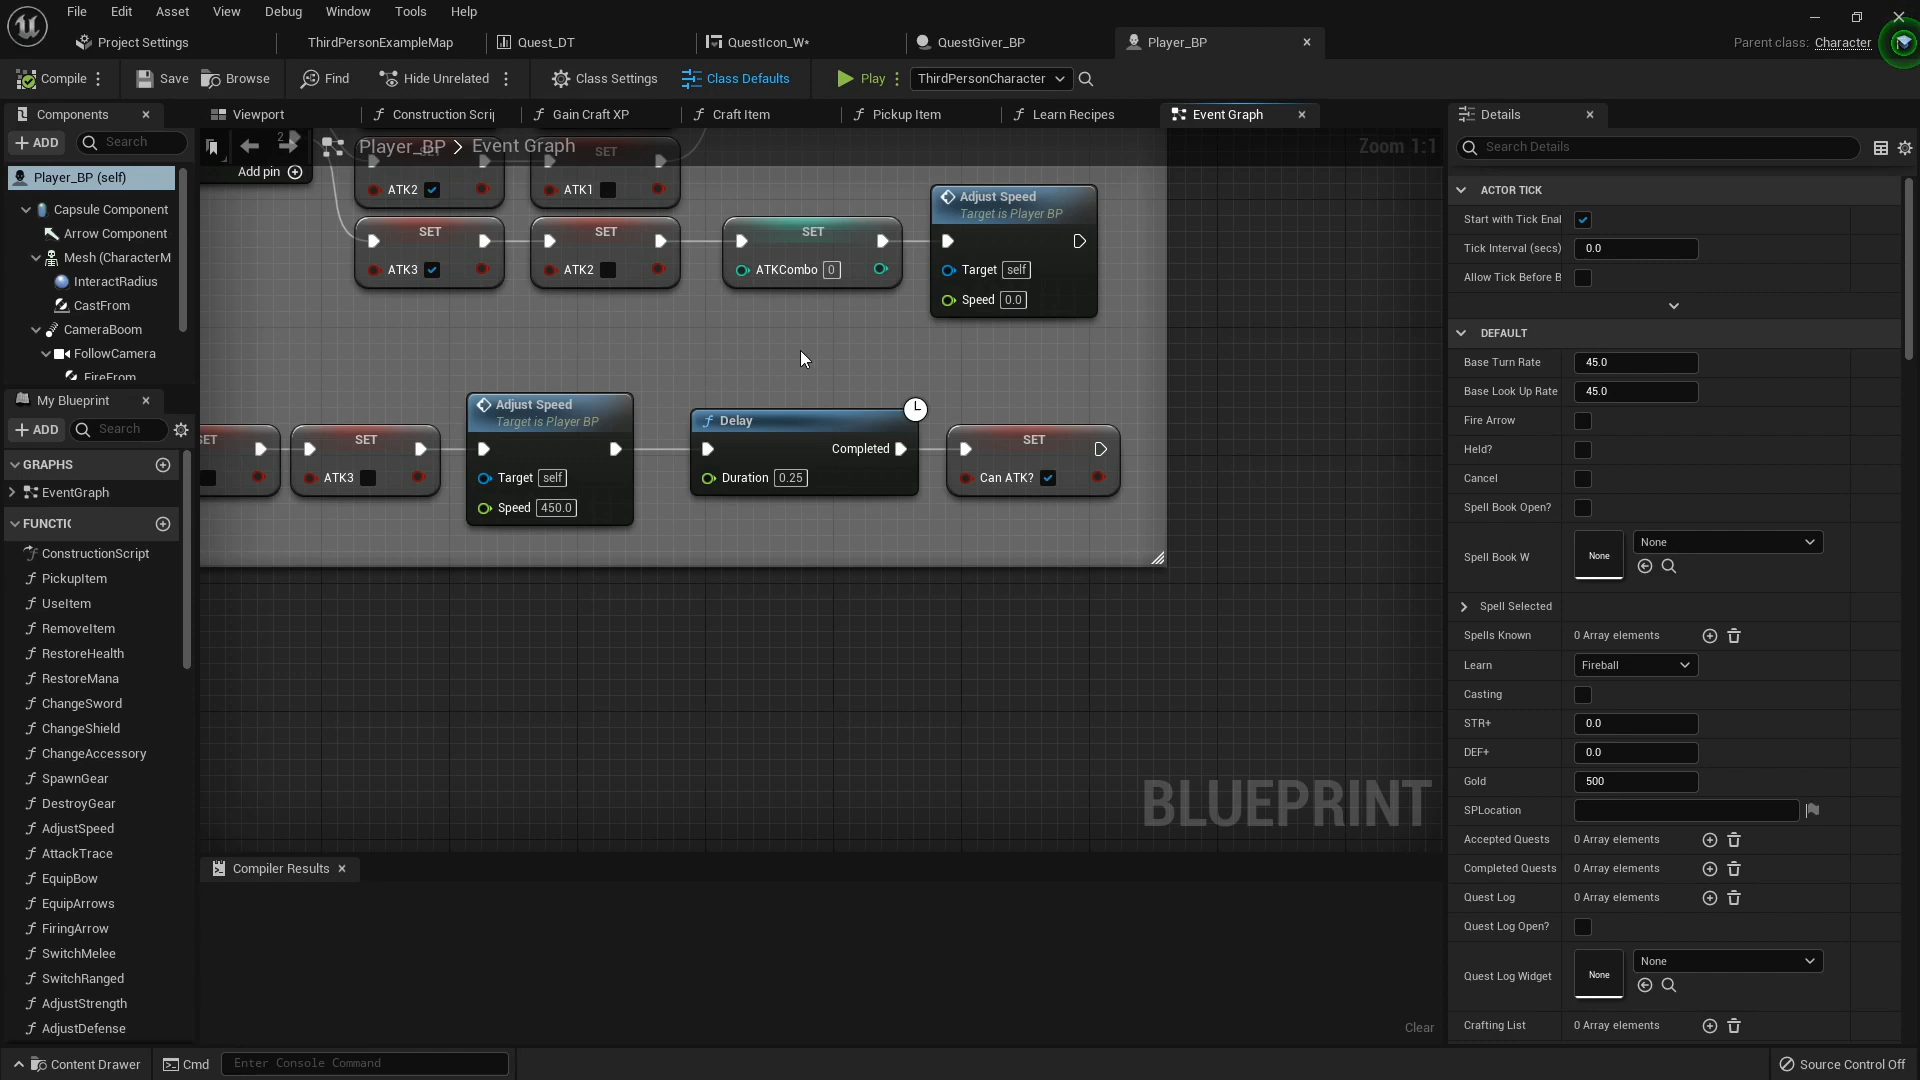 File Edit Asset View Debug Window Tools Help
Project Settings ThirdPersonExampleMap Quest_DT QuestIcon_W* QuestGiver_BP Player_BP Parent class: Character
Compile Save Browse Find Hide Unrelated Class Settings Class Defaults Play ThirdPersonCharacter
Components Viewport Construction Scrip Gain Craft XP Craft Item Pickup Item Learn Recipes Event Graph Details
ADD Search Player_BP > Event Graph Zoom 1:1 Search Details
2
Add pin
SET SET
ATK2 ATK1
SET SET SET
ATK3 ATK2 ATKCombo 0
Adjust Speed
Target is Player BP
Target self
Speed 0.0
SET SET
ATK3
Adjust Speed
Target is Player BP
Target self
Speed 450.0
Delay
Completed
Duration 0.25
SET
Can ATK?
BLUEPRINT
Player_BP (self)
Capsule Component
Arrow Component
Mesh (CharacterM
InteractRadius
CastFrom
CameraBoom
FollowCamera
FireFrom
My Blueprint
ADD Search
GRAPHS
EventGraph
FUNCTIC
ConstructionScript
PickupItem
UseItem
RemoveItem
RestoreHealth
RestoreMana
ChangeSword
ChangeShield
ChangeAccessory
SpawnGear
DestroyGear
AdjustSpeed
AttackTrace
EquipBow
EquipArrows
FiringArrow
SwitchMelee
SwitchRanged
AdjustStrength
AdjustDefense
Compiler Results
Clear
ACTOR TICK
Start with Tick Enal
Tick Interval (secs) 0.0
Allow Tick Before B
DEFAULT
Base Turn Rate 45.0
Base Look Up Rate 45.0
Fire Arrow
Held?
Cancel
Spell Book Open?
Spell Book W None None
Spell Selected
Spells Known 0 Array elements
Learn Fireball
Casting
STR+ 0.0
DEF+ 0.0
Gold 500
SPLocation
Accepted Quests 0 Array elements
Completed Quests 0 Array elements
Quest Log 0 Array elements
Quest Log Open?
Quest Log Widget None None
Crafting List 0 Array elements
Content Drawer Cmd Enter Console Command Source Control Off